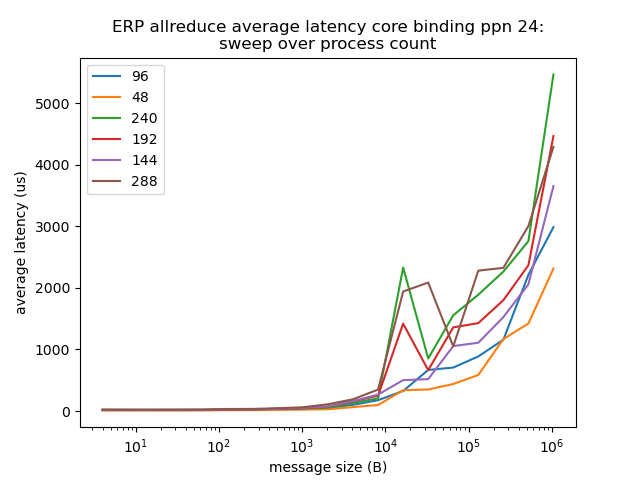 ERP allreduce average latency core binding ppn 24:
sweep over process count
96
48
240
192
144
288
average latency (us)
5000
4000
3000
2000
1000
0
10^1 10^2 10^3 10^4 10^5 10^6
message size (B)